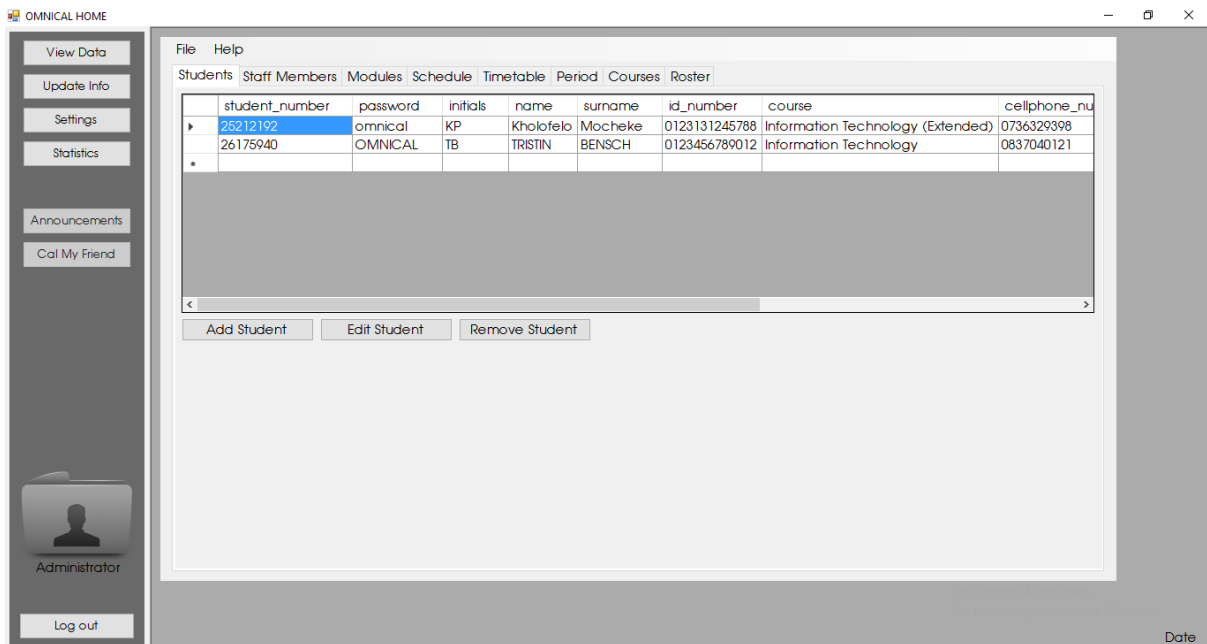 OMNICAL HOME
View Data
Update Info
Settings
Statistics
Announcements
Cal My Friend
Administrator
Log out
File Help
Students Staff Members Modules Schedule Timetable Period Courses Roster
student_number password initials name surname id_number course cellphone_nu
25212192 omnical KP Kholofelo Mocheke 0123131245788 Information Technology (Extended) 0736329398
26175940 OMNICAL TB TRISTIN BENSCH 0123456789012 Information Technology 0837040121
Add Student Edit Student Remove Student
Date